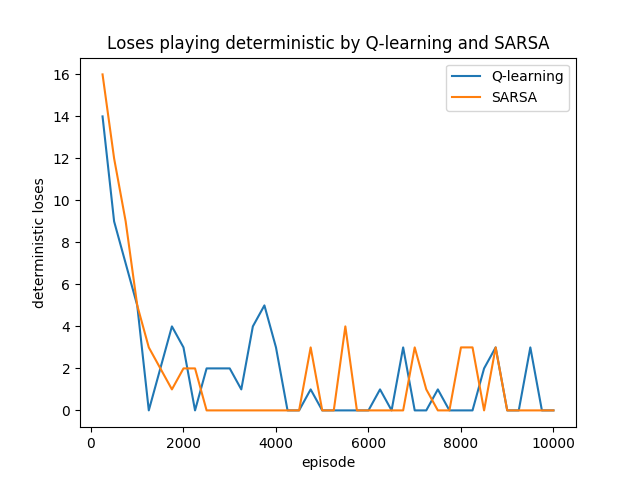 Loses playing deterministic by Q-learning and SARSA
Q-learning
SARSA
16
14
12
10
8
6
4
2
0
deterministic loses
0 2000 4000 6000 8000 10000
episode